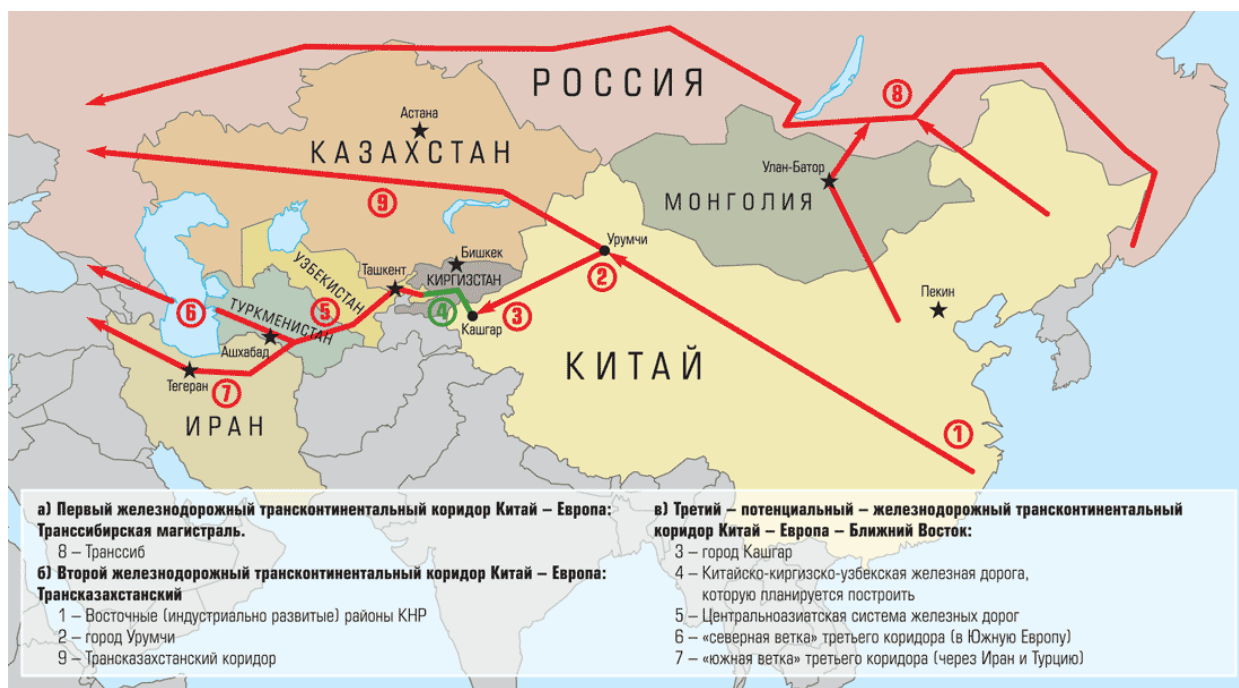 РОССИЯ
8
Астана
КАЗАХСТАН
Улан-Батор
МОНГОЛИЯ
9
Урумчи
Бишкек
УЗБЕКИСТАН
Ташкент
КИРГИЗСТАН
2
Пекин
6
ТУРКМЕНИСТАН
5
4
3
Кашгар
Ашхабад
КИТАЙ
Тегеран
7
ИРАН
1
а) Первый железнодорожный трансконтинентальный коридор Китай – Европа:
Транссибирская магистраль.
8 – Транссиб
б) Второй железнодорожный трансконтинентальный коридор Китай – Европа:
Трансказахстанский
1 – Восточные (индустриально развитые) районы КНР
2 – город Урумчи
9 – Трансказахстанский коридор
в) Третий – потенциальный – железнодорожный трансконтинентальный
коридор Китай – Европа – Ближний Восток:
3 – город Кашгар
4 – Китайско-киргизско-узбекская железная дорога,
которую планируется построить
5 – Центральноазиатская система железных дорог
6 – «северная ветка» третьего коридора (в Южную Европу)
7 – «южная ветка» третьего коридора (через Иран и Турцию)